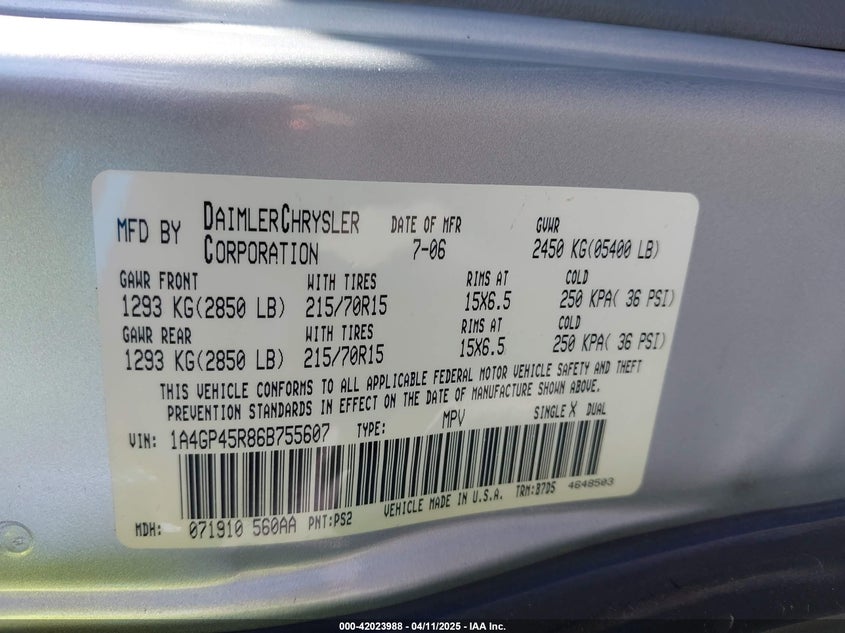 MFD BY DAIMLERCHRYSLER CORPORATION DATE OF MFR 7-06 GVWR 2450 KG(05400 LB)
GAWR FRONT WITH TIRES RIMS AT COLD
1293 KG(2850 LB) 215/70R15 15X6.5 250 KPA( 36 PSI)
GAWR REAR WITH TIRES RIMS AT COLD
1293 KG(2850 LB) 215/70R15 15X6.5 250 KPA( 36 PSI)
THIS VEHICLE CONFORMS TO ALL APPLICABLE FEDERAL MOTOR VEHICLE SAFETY AND THEFT
PREVENTION STANDARDS IN EFFECT ON THE DATE OF MANUFACTURE SHOWN ABOVE.
VIN: 1A4GP45R86B755607 TYPE: MPV SINGLE X DUAL
MDH: 071910 560AA PNT:PS2 VEHICLE MADE IN U.S.A. TRM:B7D5 4648503
000-42023988 - 04/11/2025 - IAA Inc.